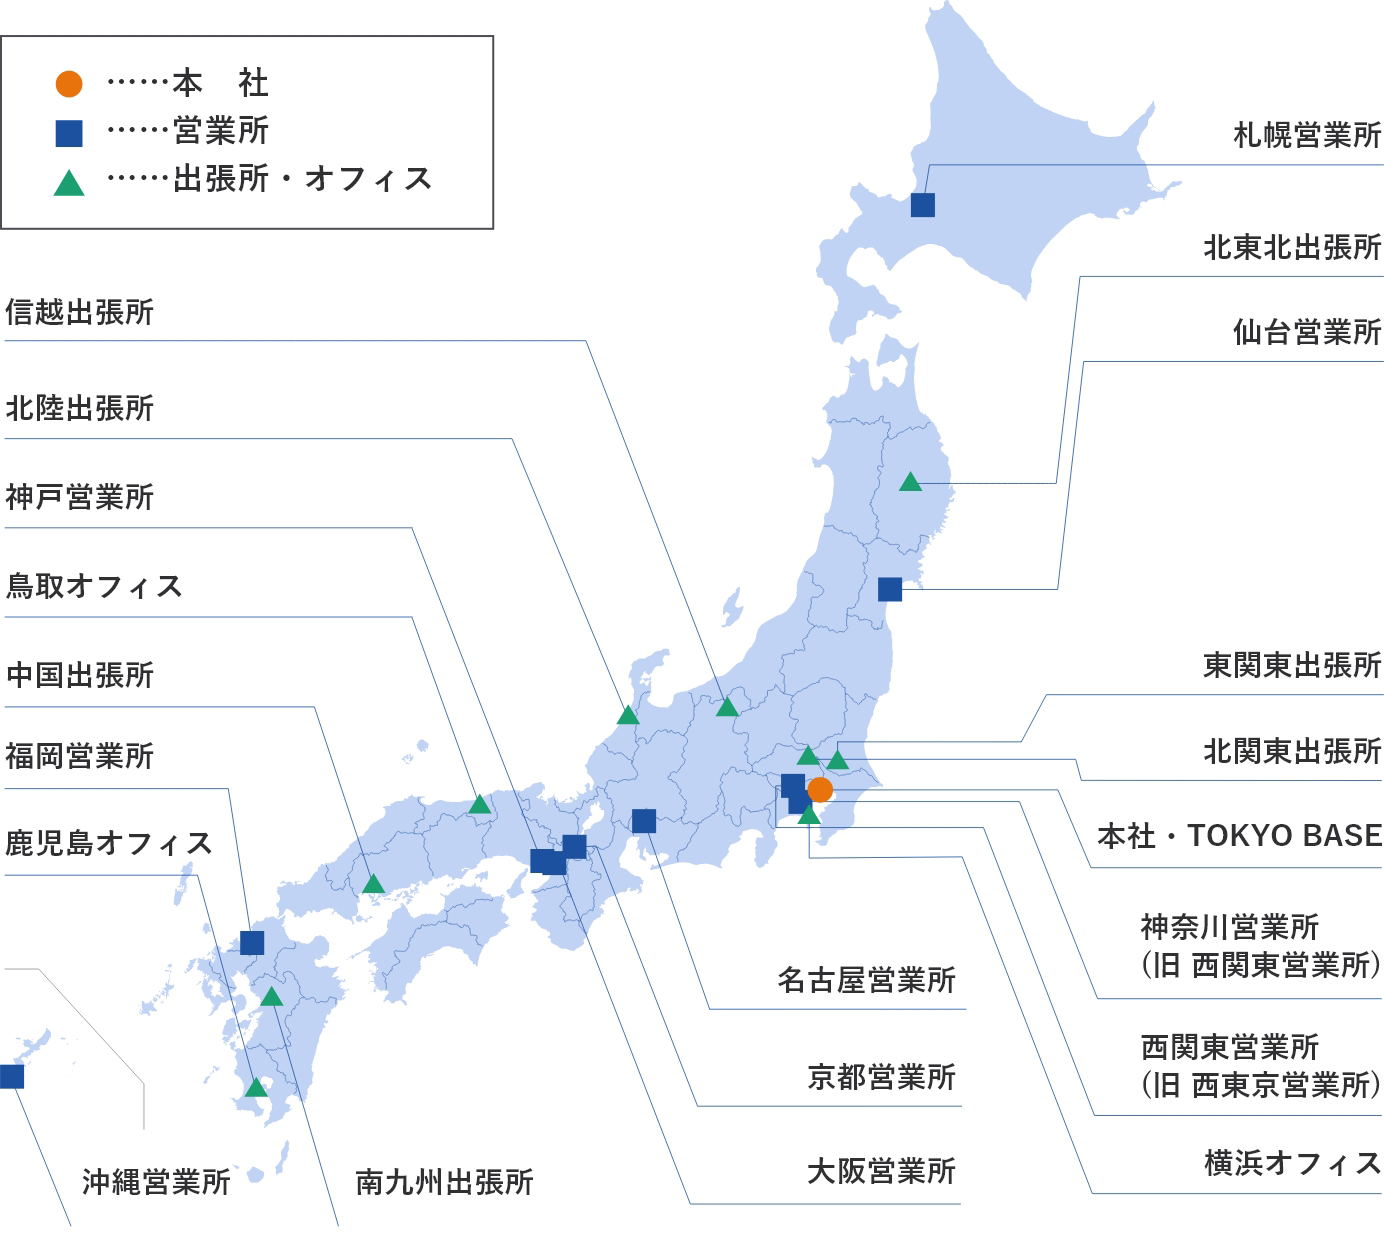 ……本　社
……営業所
……出張所・オフィス
札幌営業所
北東北出張所
仙台営業所
信越出張所
北陸出張所
神戸営業所
鳥取オフィス
中国出張所
福岡営業所
鹿児島オフィス
東関東出張所
北関東出張所
本社・TOKYO BASE
神奈川営業所
(旧 西関東営業所)
西関東営業所
(旧 西東京営業所)
横浜オフィス
名古屋営業所
京都営業所
大阪営業所
沖縄営業所
南九州出張所